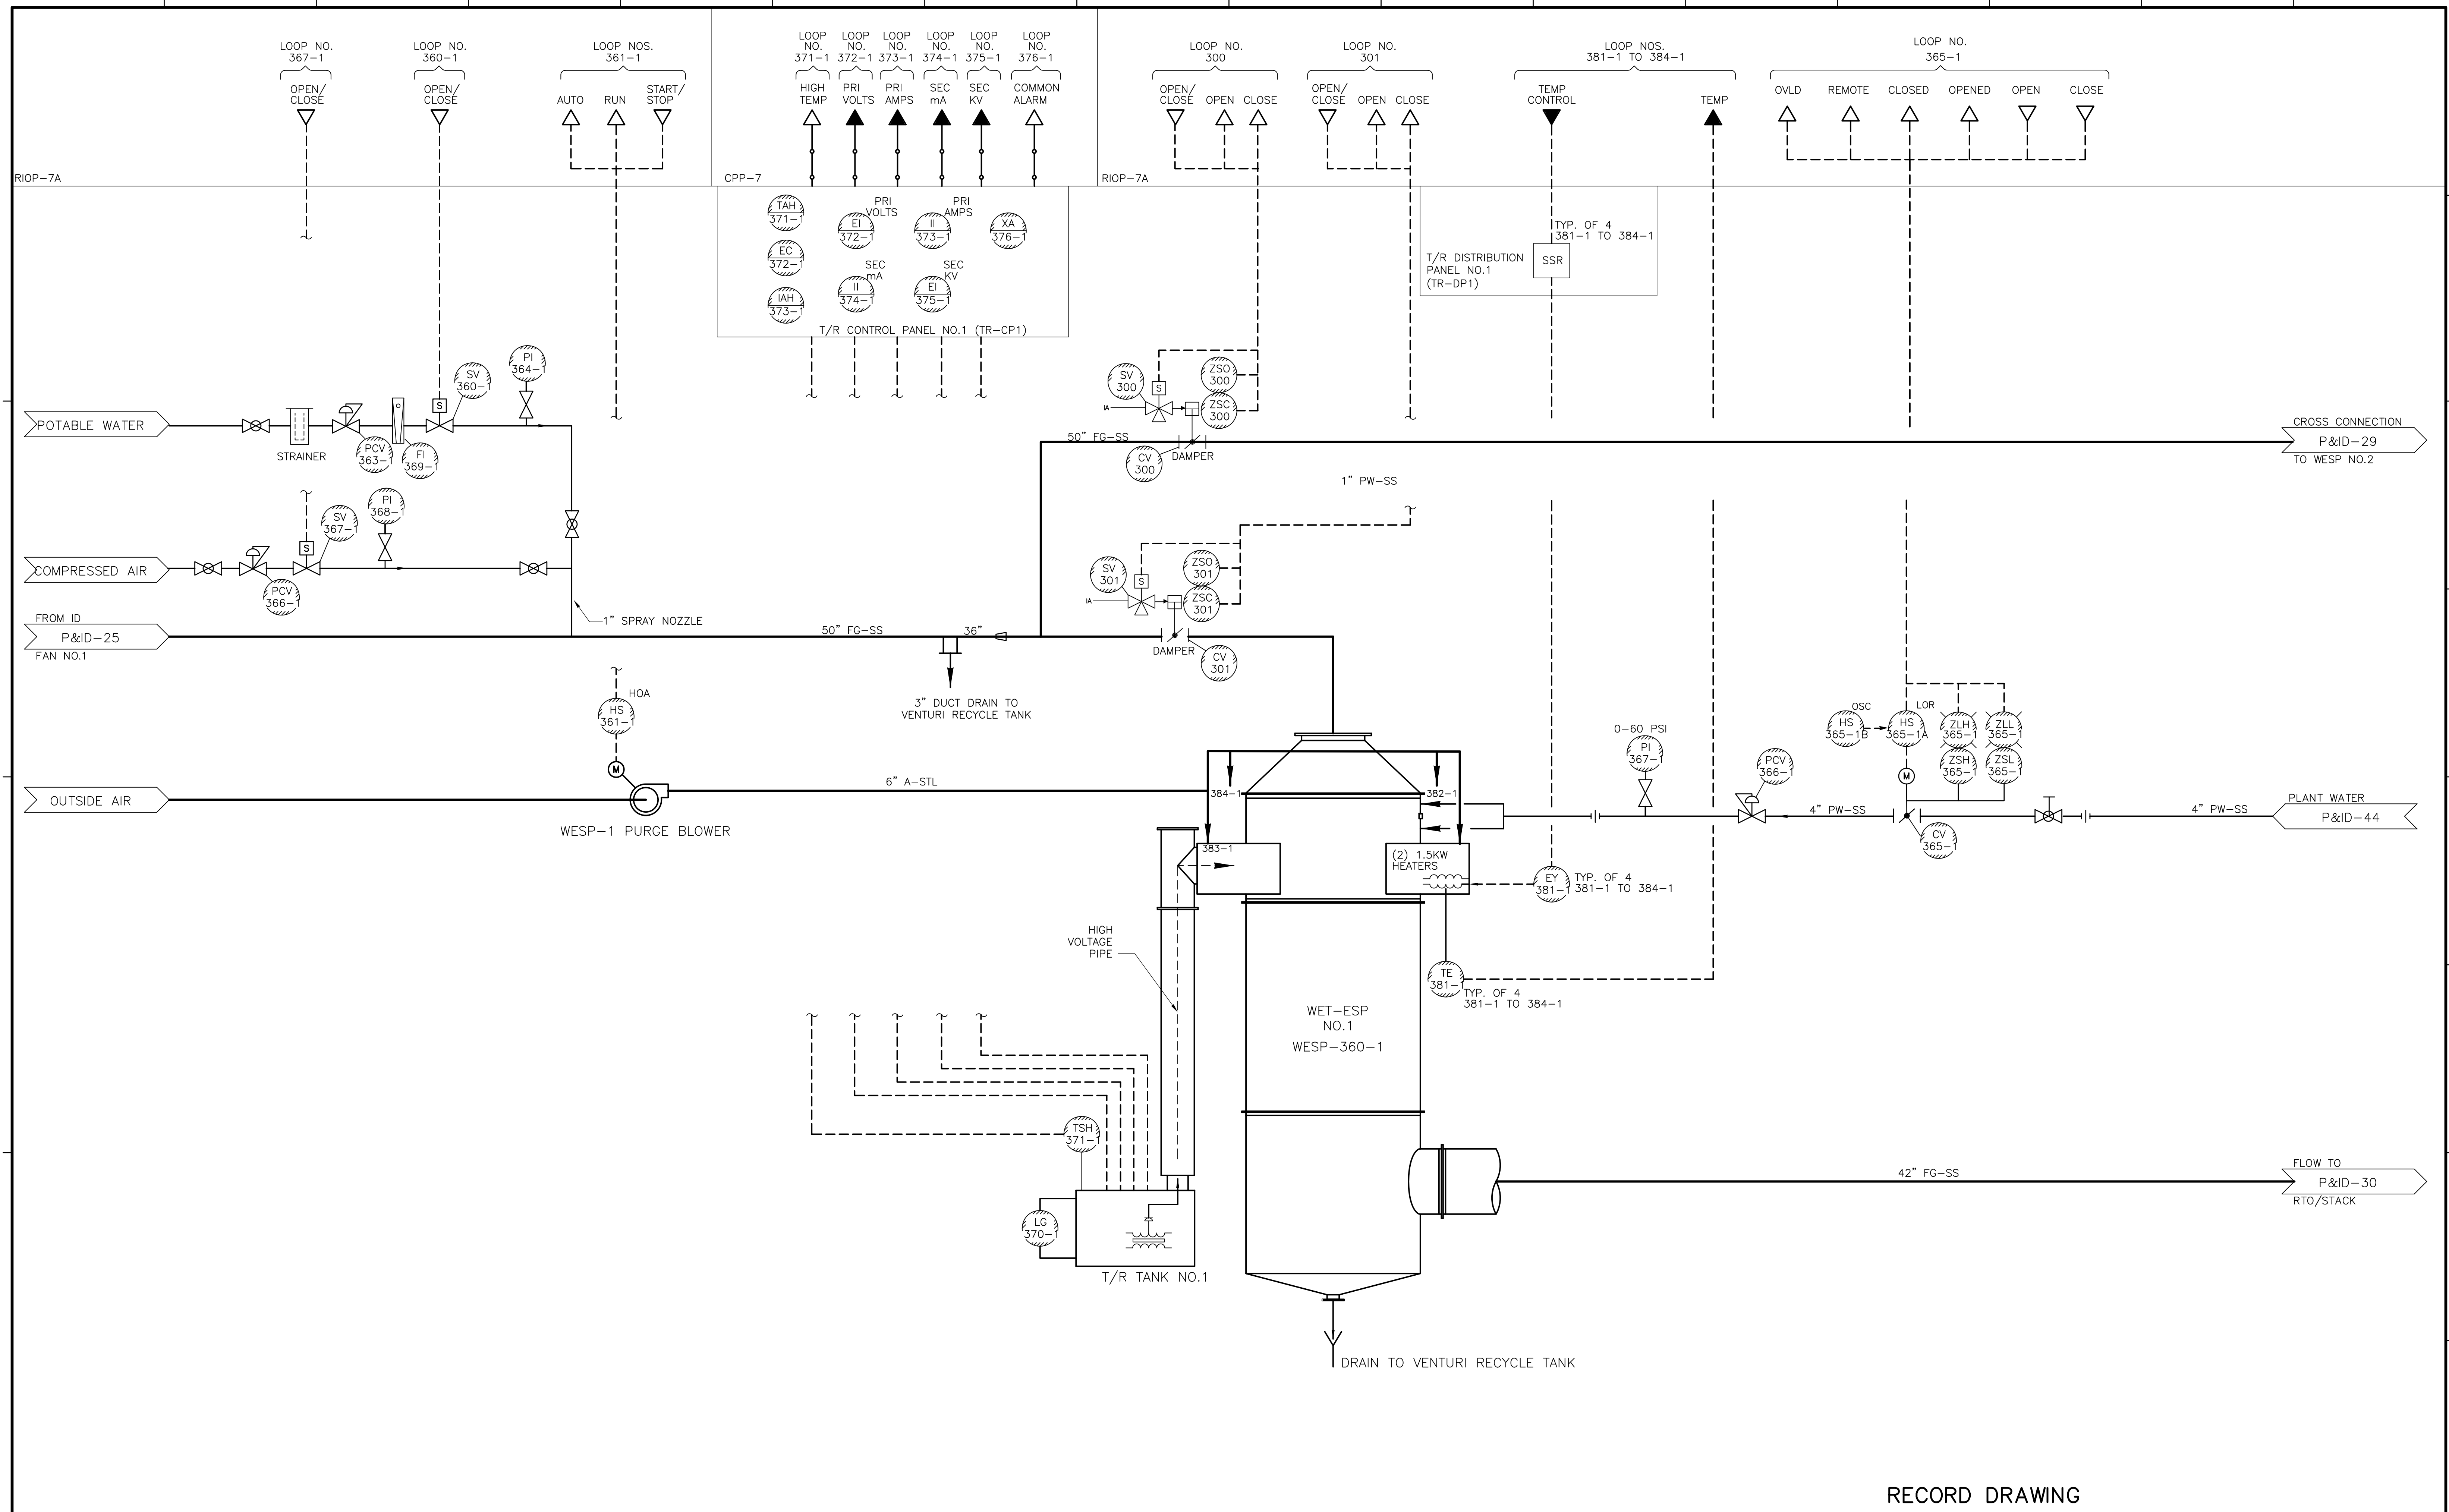 LOOP NO.
367-1
OPEN/
CLOSE
LOOP NO.
360-1
OPEN/
CLOSE
LOOP NOS.
361-1
AUTO RUN START/
STOP
LOOP
NO.
371-1
HIGH
TEMP
LOOP
NO.
372-1
PRI
VOLTS
LOOP
NO.
373-1
PRI
AMPS
LOOP
NO.
374-1
SEC
mA
LOOP
NO.
375-1
SEC
KV
LOOP
NO.
376-1
COMMON
ALARM
LOOP NO.
300
OPEN/
CLOSE OPEN CLOSE
LOOP NO.
301
OPEN/
CLOSE OPEN CLOSE
LOOP NOS.
381-1 TO 384-1
TEMP
CONTROL
TEMP
LOOP NO.
365-1
OVLD REMOTE CLOSED OPENED OPEN CLOSE
RIOP-7A
CPP-7
RIOP-7A
TAH
371-1
EC
372-1
IAH
373-1
PRI
VOLTS
EI
372-1
SEC
mA
II
374-1
PRI
AMPS
II
373-1
SEC
KV
EI
375-1
XA
376-1
T/R CONTROL PANEL NO.1 (TR-CP1)
TYP. OF 4
381-1 TO 384-1
SSR
T/R DISTRIBUTION
PANEL NO.1
(TR-DP1)
POTABLE WATER
STRAINER
PCV
363-1
FI
369-1
S
SV
360-1
PI
364-1
SV
300
S
IA
ZSO
300
ZSC
300
50" FG-SS
CV
300
DAMPER
CROSS CONNECTION
P&ID-29
TO WESP NO.2
1" PW-SS
COMPRESSED AIR
PCV
366-1
S
SV
367-1
PI
368-1
1" SPRAY NOZZLE
SV
301
S
IA
ZSO
301
ZSC
301
DAMPER
CV
301
FROM ID
P&ID-25
FAN NO.1
50" FG-SS
36"
3" DUCT DRAIN TO
VENTURI RECYCLE TANK
HOA
HS
361-1
M
OUTSIDE AIR
WESP-1 PURGE BLOWER
6" A-STL
384-1
382-1
383-1
(2) 1.5KW
HEATERS
0-60 PSI
PI
367-1
PCV
366-1
4" PW-SS
OSC
HS
365-1B
LOR
HS
365-1A
M
ZLH
365-1
ZLL
365-1
ZSH
365-1
ZSL
365-1
CV
365-1
4" PW-SS
PLANT WATER
P&ID-44
EY
381-1
TYP. OF 4
381-1 TO 384-1
TE
381-1
TYP. OF 4
381-1 TO 384-1
HIGH
VOLTAGE
PIPE
WET-ESP
NO.1
WESP-360-1
TSH
371-1
LG
370-1
T/R TANK NO.1
42" FG-SS
FLOW TO
P&ID-30
RTO/STACK
DRAIN TO VENTURI RECYCLE TANK
RECORD DRAWING